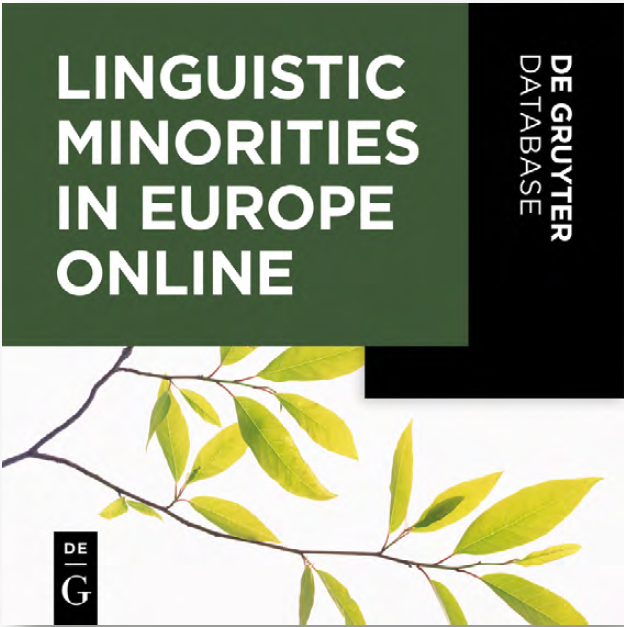 LINGUISTIC
MINORITIES
IN EUROPE
ONLINE
DE GRUYTER
DATABASE
DE
G